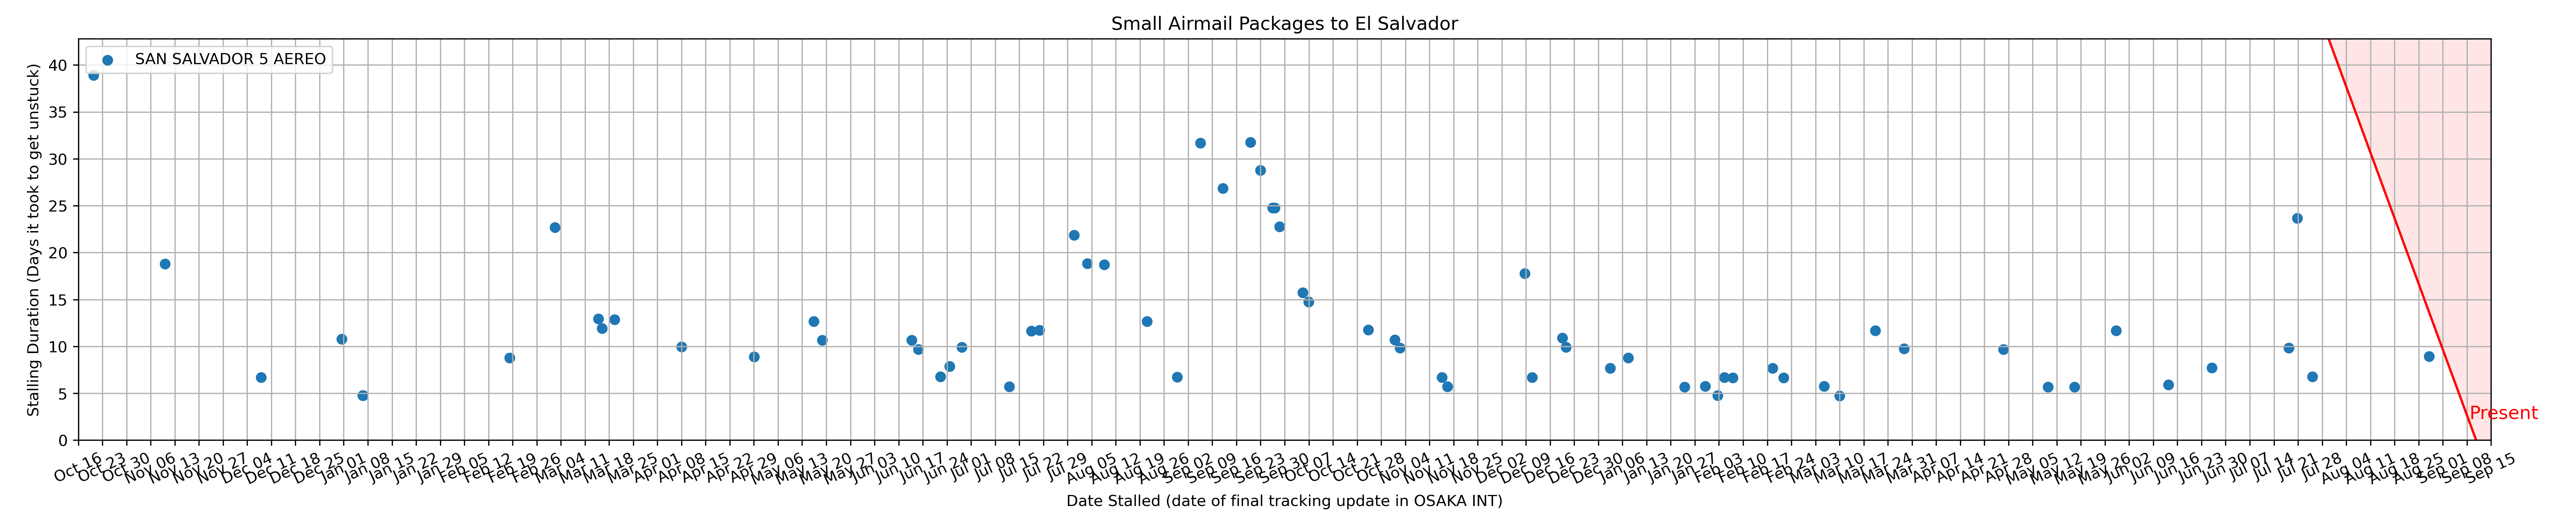 Small Airmail Packages to El Salvador
SAN SALVADOR 5 AEREO
Stalling Duration (Days it took to get unstuck)
40
35
30
25
20
15
10
5
0
Present
Oct 16
Oct 23
Oct 30
Nov 06
Nov 13
Nov 20
Nov 27
Dec 04
Dec 11
Dec 18
Dec 25
Jan 01
Jan 08
Jan 15
Jan 22
Jan 29
Feb 05
Feb 12
Feb 19
Feb 26
Mar 04
Mar 11
Mar 18
Mar 25
Apr 01
Apr 08
Apr 15
Apr 22
Apr 29
May 06
May 13
May 20
May 27
Jun 03
Jun 10
Jun 17
Jun 24
Jul 01
Jul 08
Jul 15
Jul 22
Jul 29
Aug 05
Aug 12
Aug 19
Aug 26
Sep 02
Sep 09
Sep 16
Sep 23
Sep 30
Oct 07
Oct 14
Oct 21
Oct 28
Nov 04
Nov 11
Nov 18
Nov 25
Dec 02
Dec 09
Dec 16
Dec 23
Dec 30
Jan 06
Jan 13
Jan 20
Jan 27
Feb 03
Feb 10
Feb 17
Feb 24
Mar 03
Mar 10
Mar 17
Mar 24
Mar 31
Apr 07
Apr 14
Apr 21
Apr 28
May 05
May 12
May 19
May 26
Jun 02
Jun 09
Jun 16
Jun 23
Jun 30
Jul 07
Jul 14
Jul 21
Jul 28
Aug 04
Aug 11
Aug 18
Aug 25
Sep 01
Sep 08
Sep 15
Date Stalled (date of final tracking update in OSAKA INT)